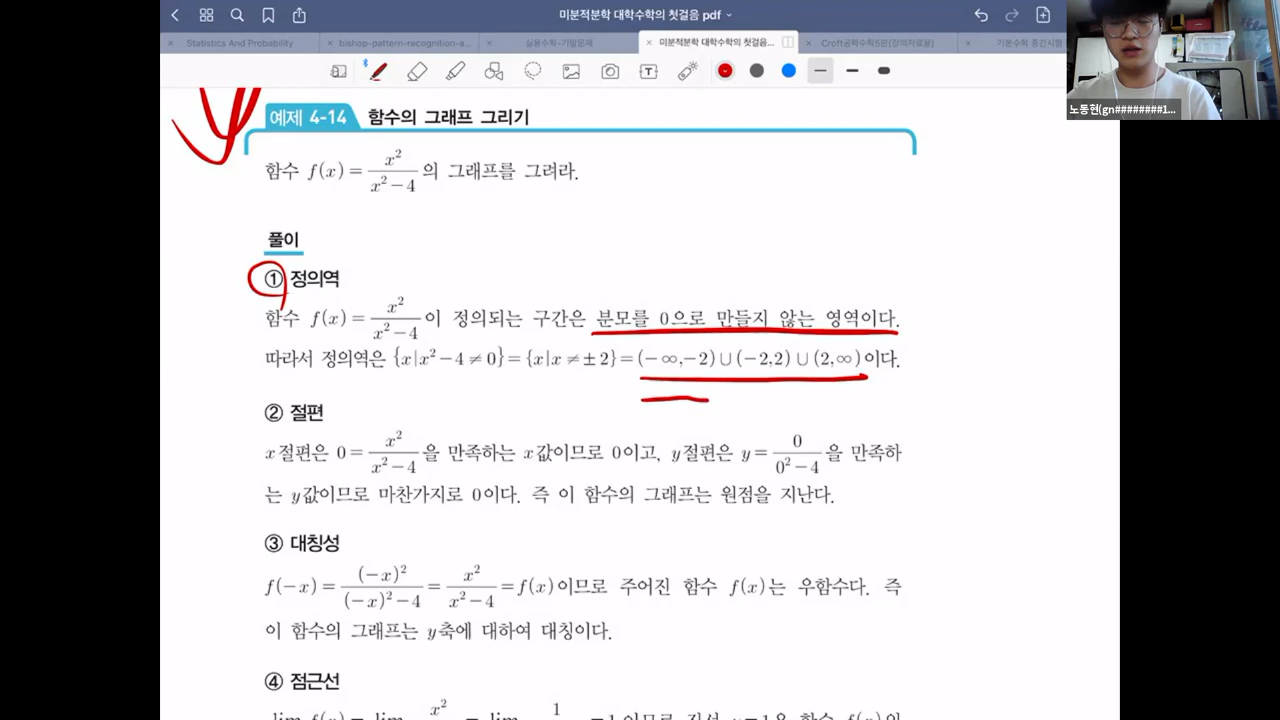 미분적분학 대학수학의 첫걸음 pdf
Statistics And Probability
bishop-pattern-recognition-a...
실용수학-기말문제
미분적분학 대학수학의 첫걸음...
Croft공학수학5판(강의자료용)
기본수학 중간시험
노동현(gn########1...
예제 4-14 함수의 그래프 그리기
함수 f(x) = x²/(x²−4) 의 그래프를 그려라.
풀이
① 정의역
함수 f(x) = x²/(x²−4) 이 정의되는 구간은 분모를 0으로 만들지 않는 영역이다.
따라서 정의역은 {x|x²−4≠0} = {x|x≠±2} = (−∞,−2)∪(−2,2)∪(2,∞)이다.
② 절편
x절편은 0 = x²/(x²−4) 을 만족하는 x값이므로 0이고, y절편은 y = 0/(0²−4) 을 만족하
는 y값이므로 마찬가지로 0이다. 즉 이 함수의 그래프는 원점을 지난다.
③ 대칭성
f(−x) = (−x)²/((−x)²−4) = x²/(x²−4) = f(x)이므로 주어진 함수 f(x)는 우함수다. 즉
이 함수의 그래프는 y축에 대하여 대칭이다.
④ 점근선